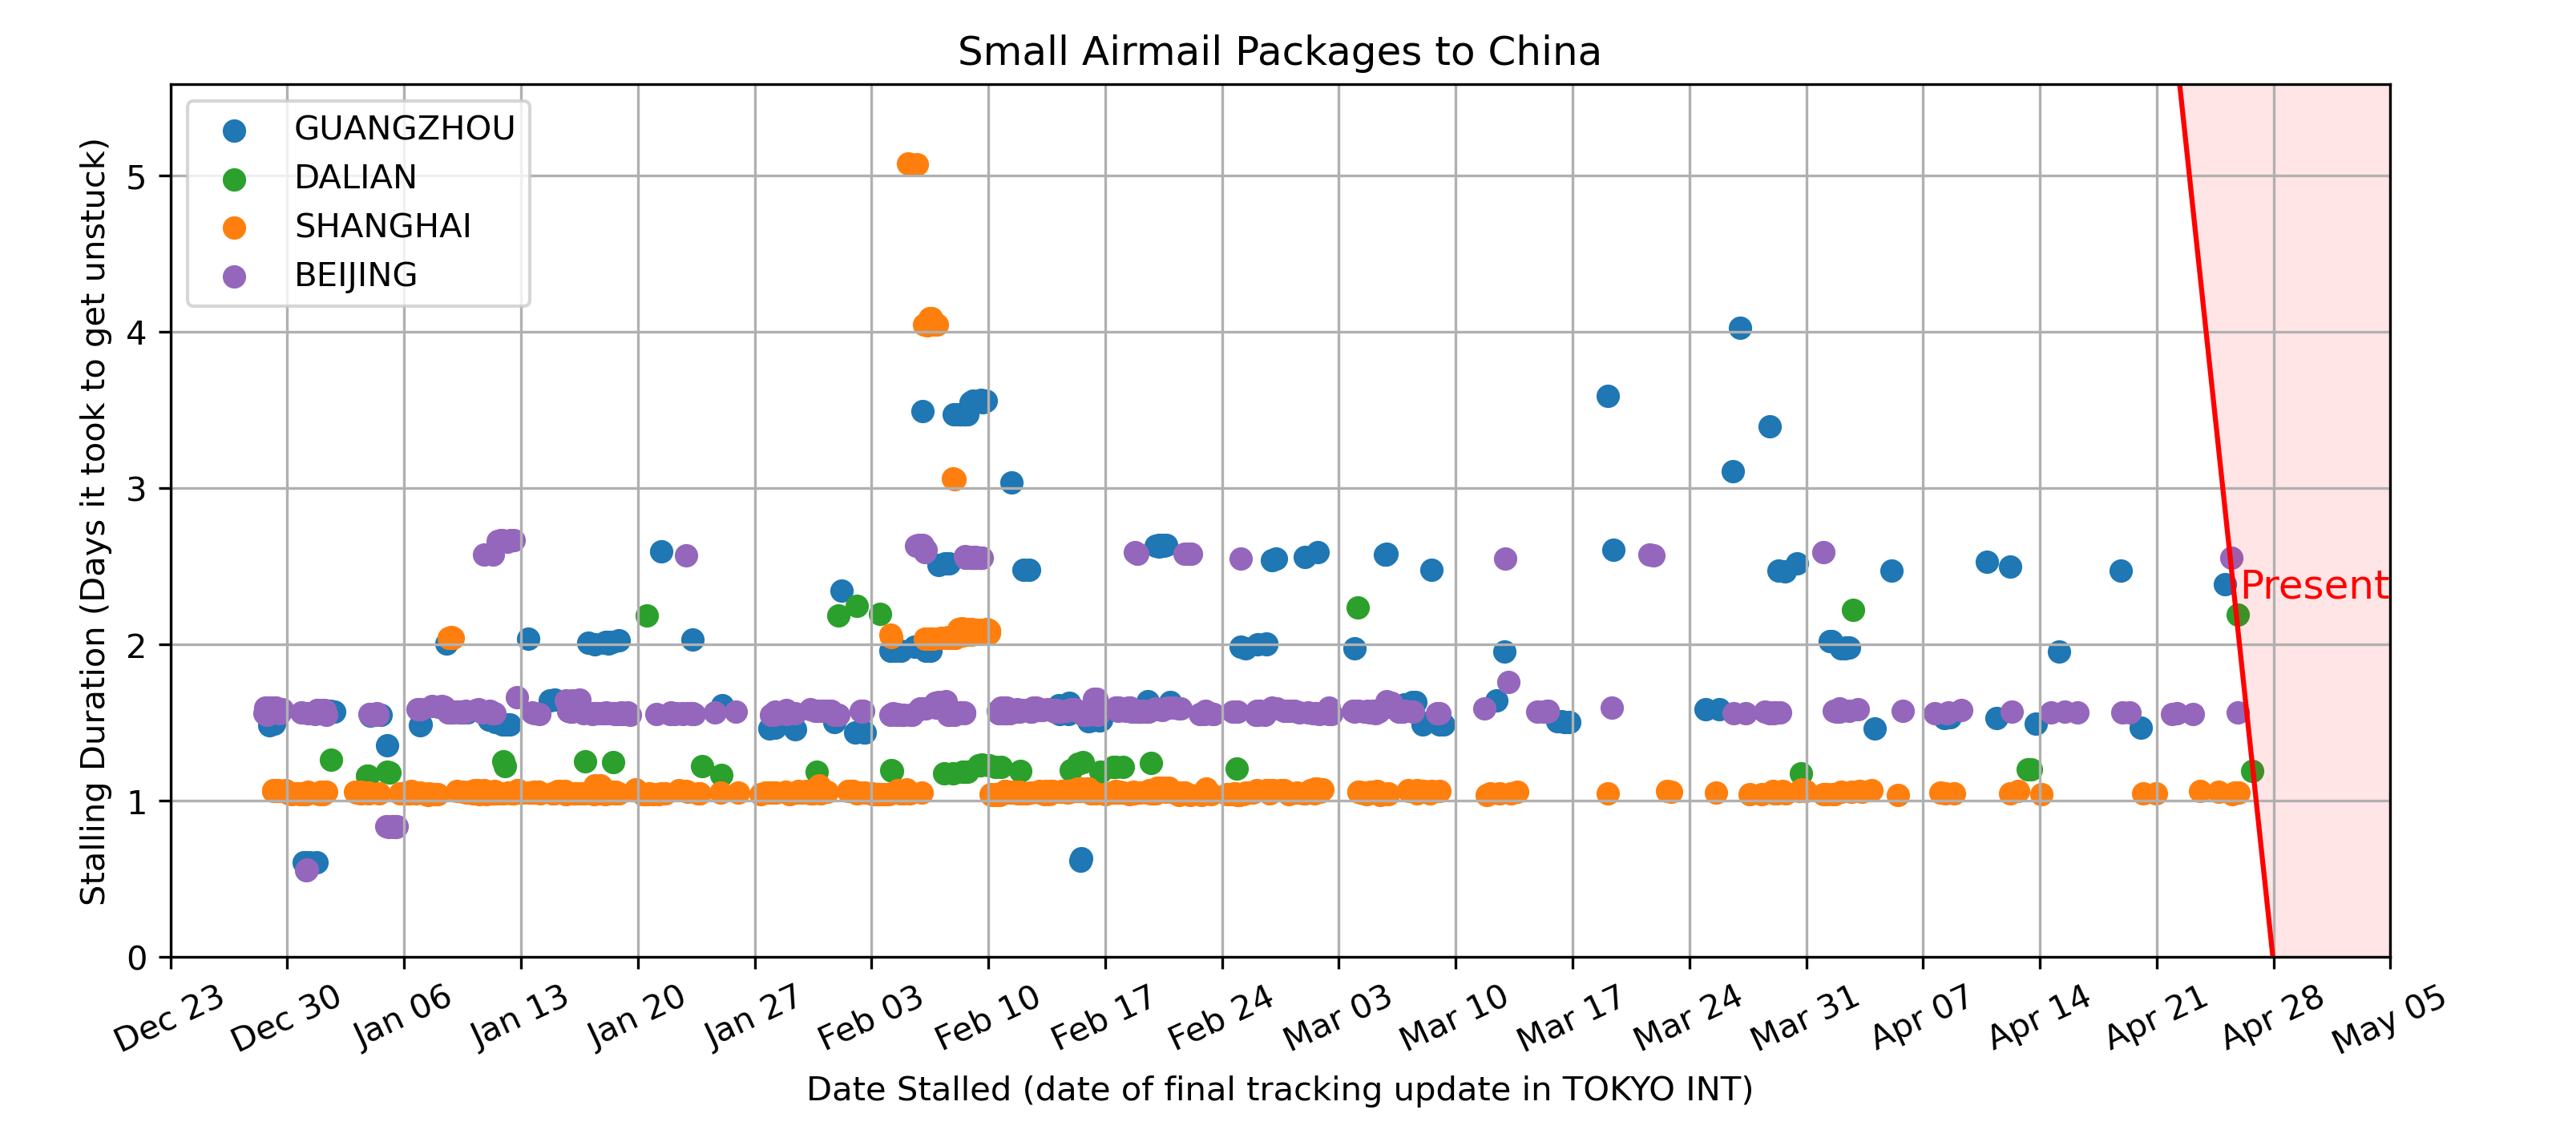 Small Airmail Packages to China
GUANGZHOU
DALIAN
SHANGHAI
BEIJING
Stalling Duration (Days it took to get unstuck)
5
4
3
2
1
0
Present
Dec 23
Dec 30
Jan 06
Jan 13
Jan 20
Jan 27
Feb 03
Feb 10
Feb 17
Feb 24
Mar 03
Mar 10
Mar 17
Mar 24
Mar 31
Apr 07
Apr 14
Apr 21
Apr 28
May 05
Date Stalled (date of final tracking update in TOKYO INT)